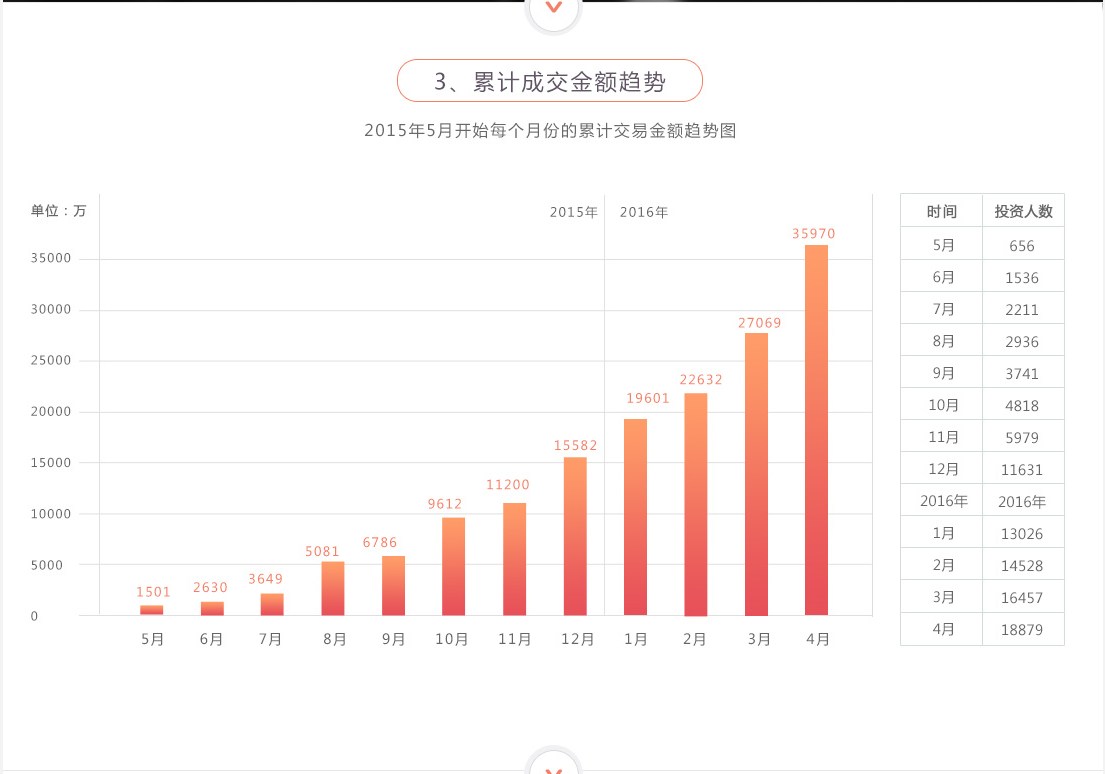 3、累计成交金额趋势
2015年5月开始每个月份的累计交易金额趋势图
单位：万
2015年 2016年
35000
30000
25000
20000
15000
10000
5000
0
1501
2630
3649
5081
6786
9612
11200
15582
19601
22632
27069
35970
5月 6月 7月 8月 9月 10月 11月 12月 1月 2月 3月 4月
时间 投资人数
5月 656
6月 1536
7月 2211
8月 2936
9月 3741
10月 4818
11月 5979
12月 11631
2016年 2016年
1月 13026
2月 14528
3月 16457
4月 18879